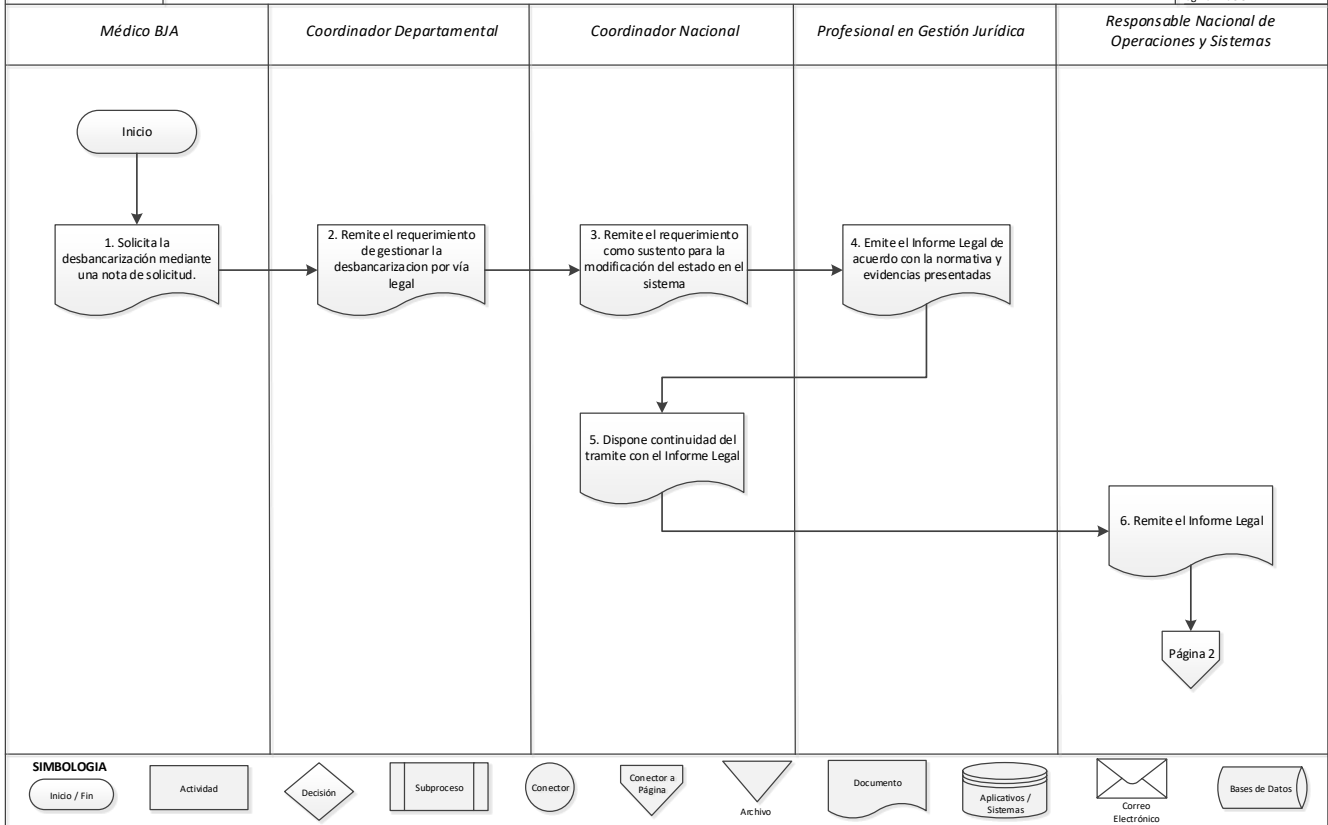 Médico BJA
Coordinador Departamental
Coordinador Nacional
Profesional en Gestión Jurídica
Responsable Nacional de
Operaciones y Sistemas
Inicio
1. Solicita la
desbancarización mediante
una nota de solicitud.
2. Remite el requerimiento
de gestionar la
desbancarizacion por vía
legal
3. Remite el requerimiento
como sustento para la
modificación del estado en el
sistema
4. Emite el Informe Legal de
acuerdo con la normativa y
evidencias presentadas
5. Dispone continuidad del
tramite con el Informe Legal
6. Remite el Informe Legal
Página 2
SIMBOLOGIA
Inicio / Fin
Actividad
Decisión
Subproceso
Conector
Conector a
Página
Archivo
Documento
Aplicativos /
Sistemas
Correo
Electrónico
Bases de Datos